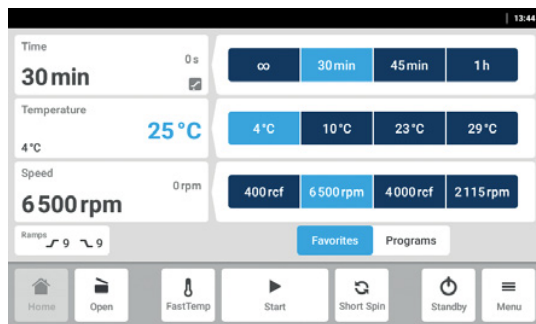 13:44
Time
0 s
30 min
∞ 30 min 45 min 1 h
Temperature
25 °C
4 °C
4 °C 10 °C 23 °C 29 °C
Speed
0 rpm
6 500 rpm
400 rcf 6 500 rpm 4 000 rcf 2 115 rpm
Ramps 9 9
Favorites Programs
Home Open FastTemp Start Short Spin Standby Menu